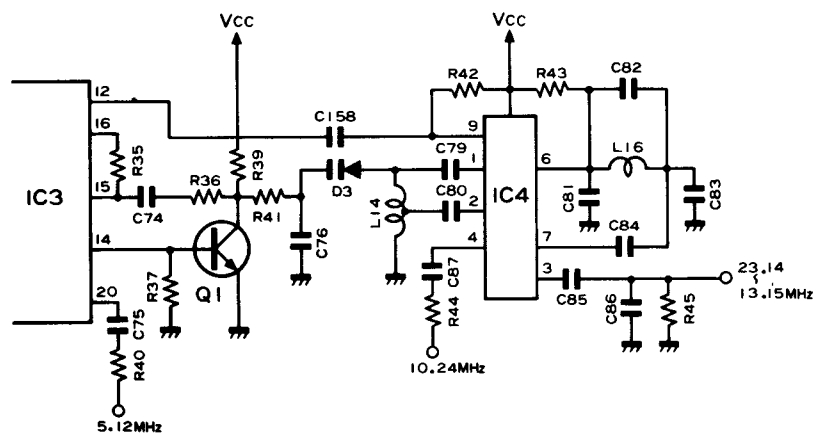 VCC
VCC
12
16
15
14
20
IC3
R35
C74
R36
R39
R41
R37
Q1
C75
R40
5.12MHz
C158
D3
C76
L14
C79
C80
C87
R44
10.24MHz
R42
R43
C82
9
1
2
4
6
7
3
IC4
L16
C81
C83
C84
C85
C86
R45
23.14
~
13.15MHz